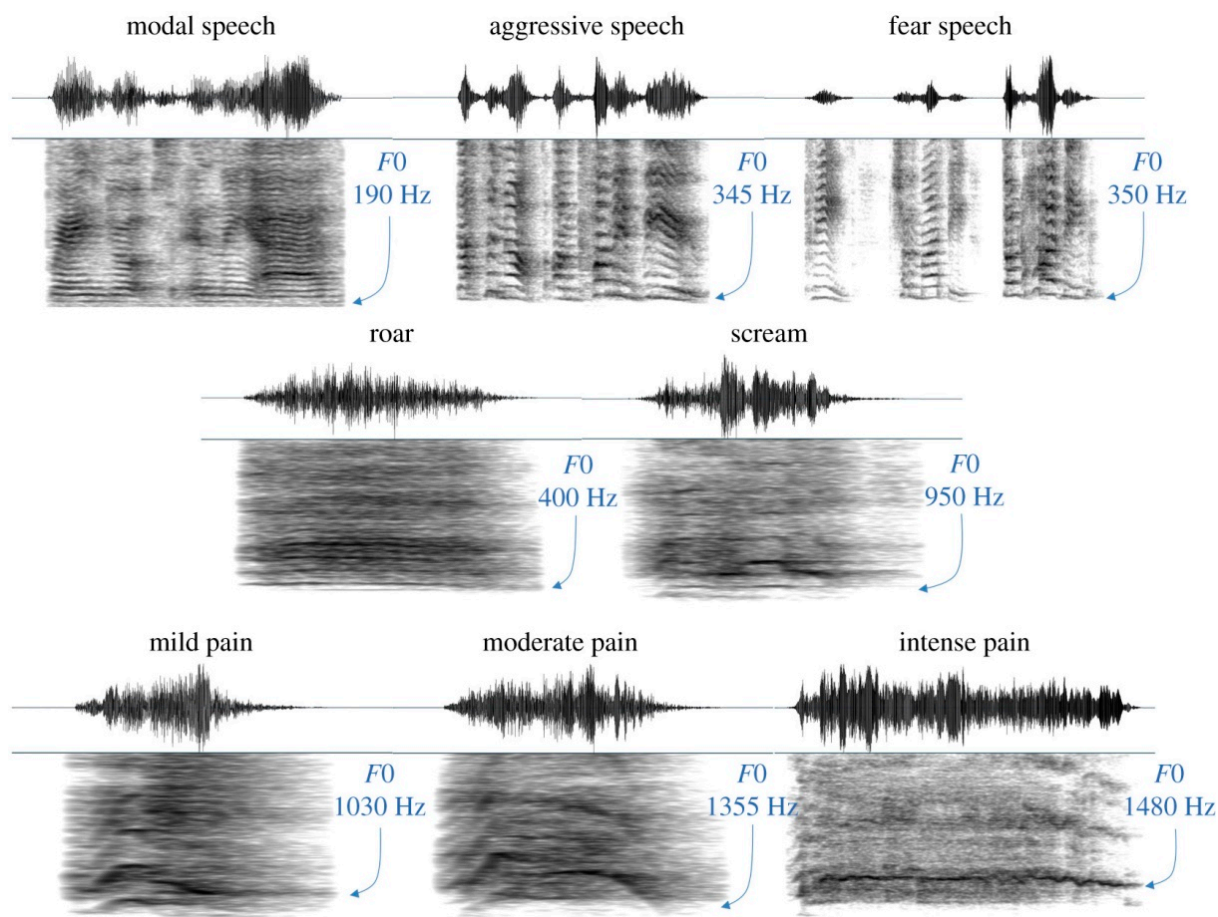 modal speech
aggressive speech
fear speech
F0
190 Hz
F0
345 Hz
F0
350 Hz
roar
scream
F0
400 Hz
F0
950 Hz
mild pain
moderate pain
intense pain
F0
1030 Hz
F0
1355 Hz
F0
1480 Hz